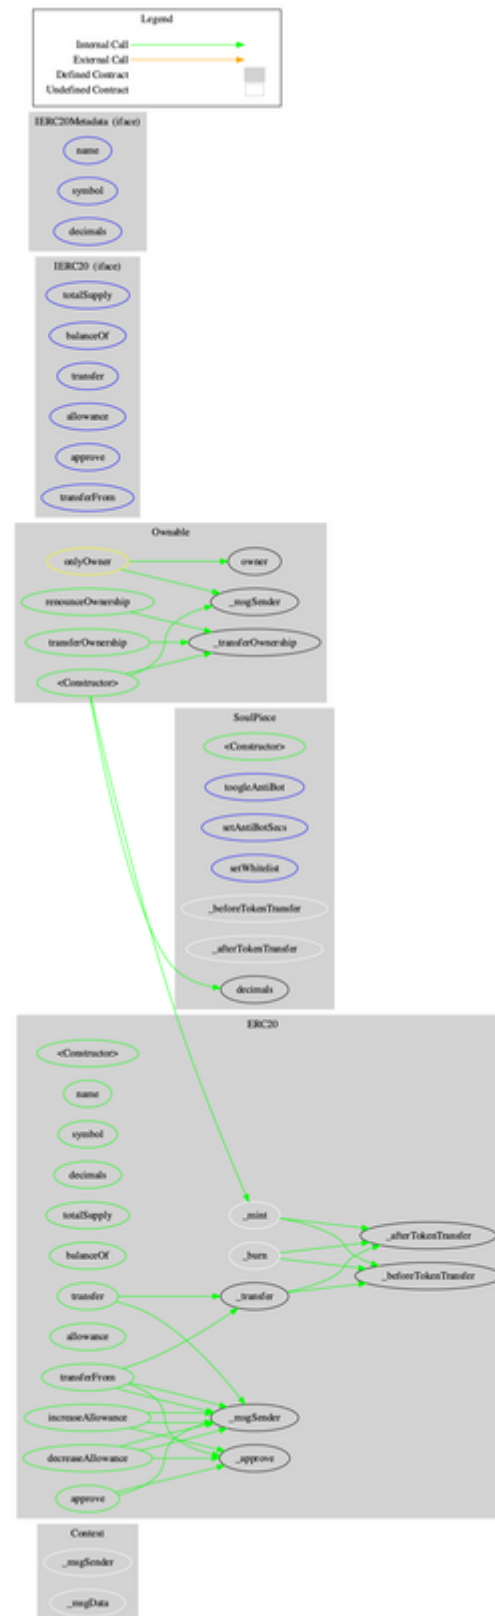 Legend
Internal Call
External Call
Defined Contract
Undefined Contract
IERC20Metadata (iface)
name
symbol
decimals
IERC20 (iface)
totalSupply
balanceOf
transfer
allowance
approve
transferFrom
Ownable
onlyOwner
owner
renounceOwnership
_msgSender
transferOwnership
_transferOwnership
<Constructor>
SoulPiece
<Constructor>
toogleAntiBot
setAntiBotSecs
setWhitelist
_beforeTokenTransfer
_afterTokenTransfer
decimals
ERC20
<Constructor>
name
symbol
decimals
totalSupply
_mint
_afterTokenTransfer
balanceOf
_burn
_beforeTokenTransfer
transfer
_transfer
allowance
transferFrom
increaseAllowance
_msgSender
decreaseAllowance
_approve
approve
Context
_msgSender
_msgData